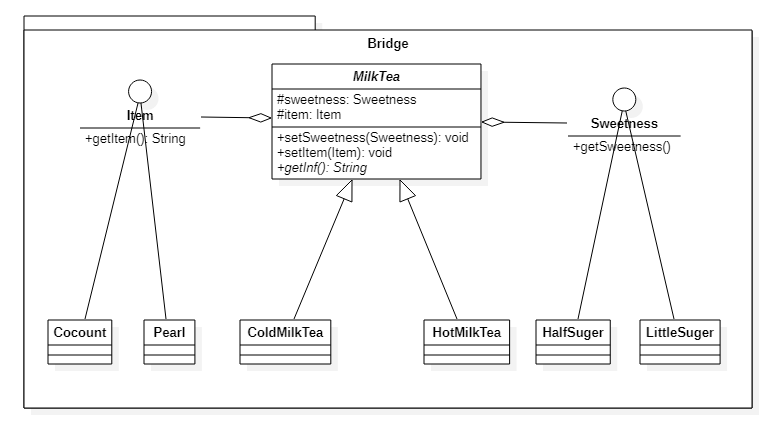 Bridge
MilkTea
#sweetness: Sweetness
#item: Item
+setSweetness(Sweetness): void
+setItem(Item): void
+getInf(): String
Item
+getItem(): String
Sweetness
+getSweetness()
Cocount
Pearl
ColdMilkTea
HotMilkTea
HalfSuger
LittleSuger